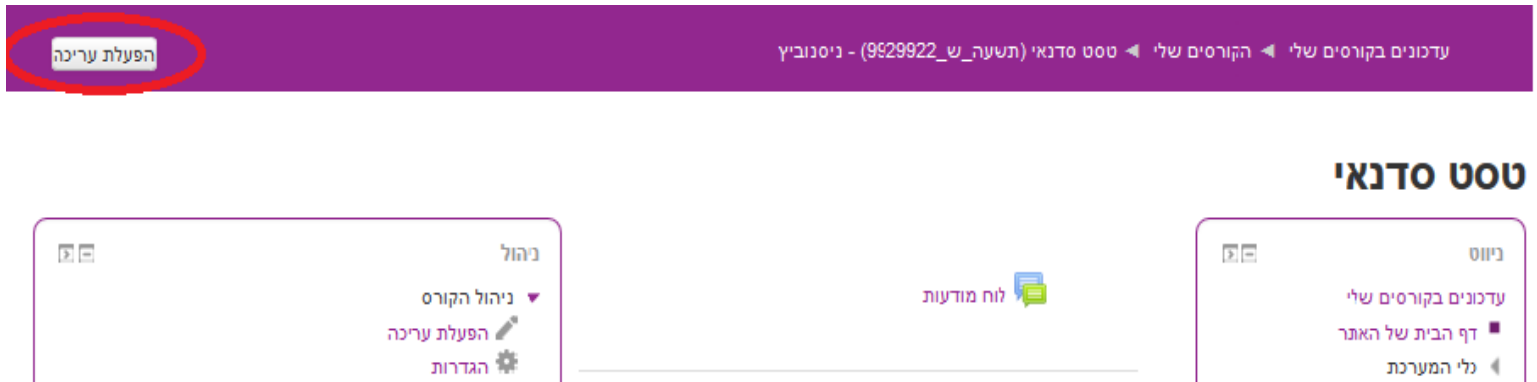 עדכונים בקורסים שלי ◄ הקורסים שלי ◄ טסט סדנאי (תשעה_ש_9929922) - ניסנוביץ
הפעלת עריכה
טסט סדנאי
ניווט
עדכונים בקורסים שלי
דף הבית של האתר
כלי המערכת
לוח מודעות
ניהול
ניהול הקורס
הפעלת עריכה
הגדרות